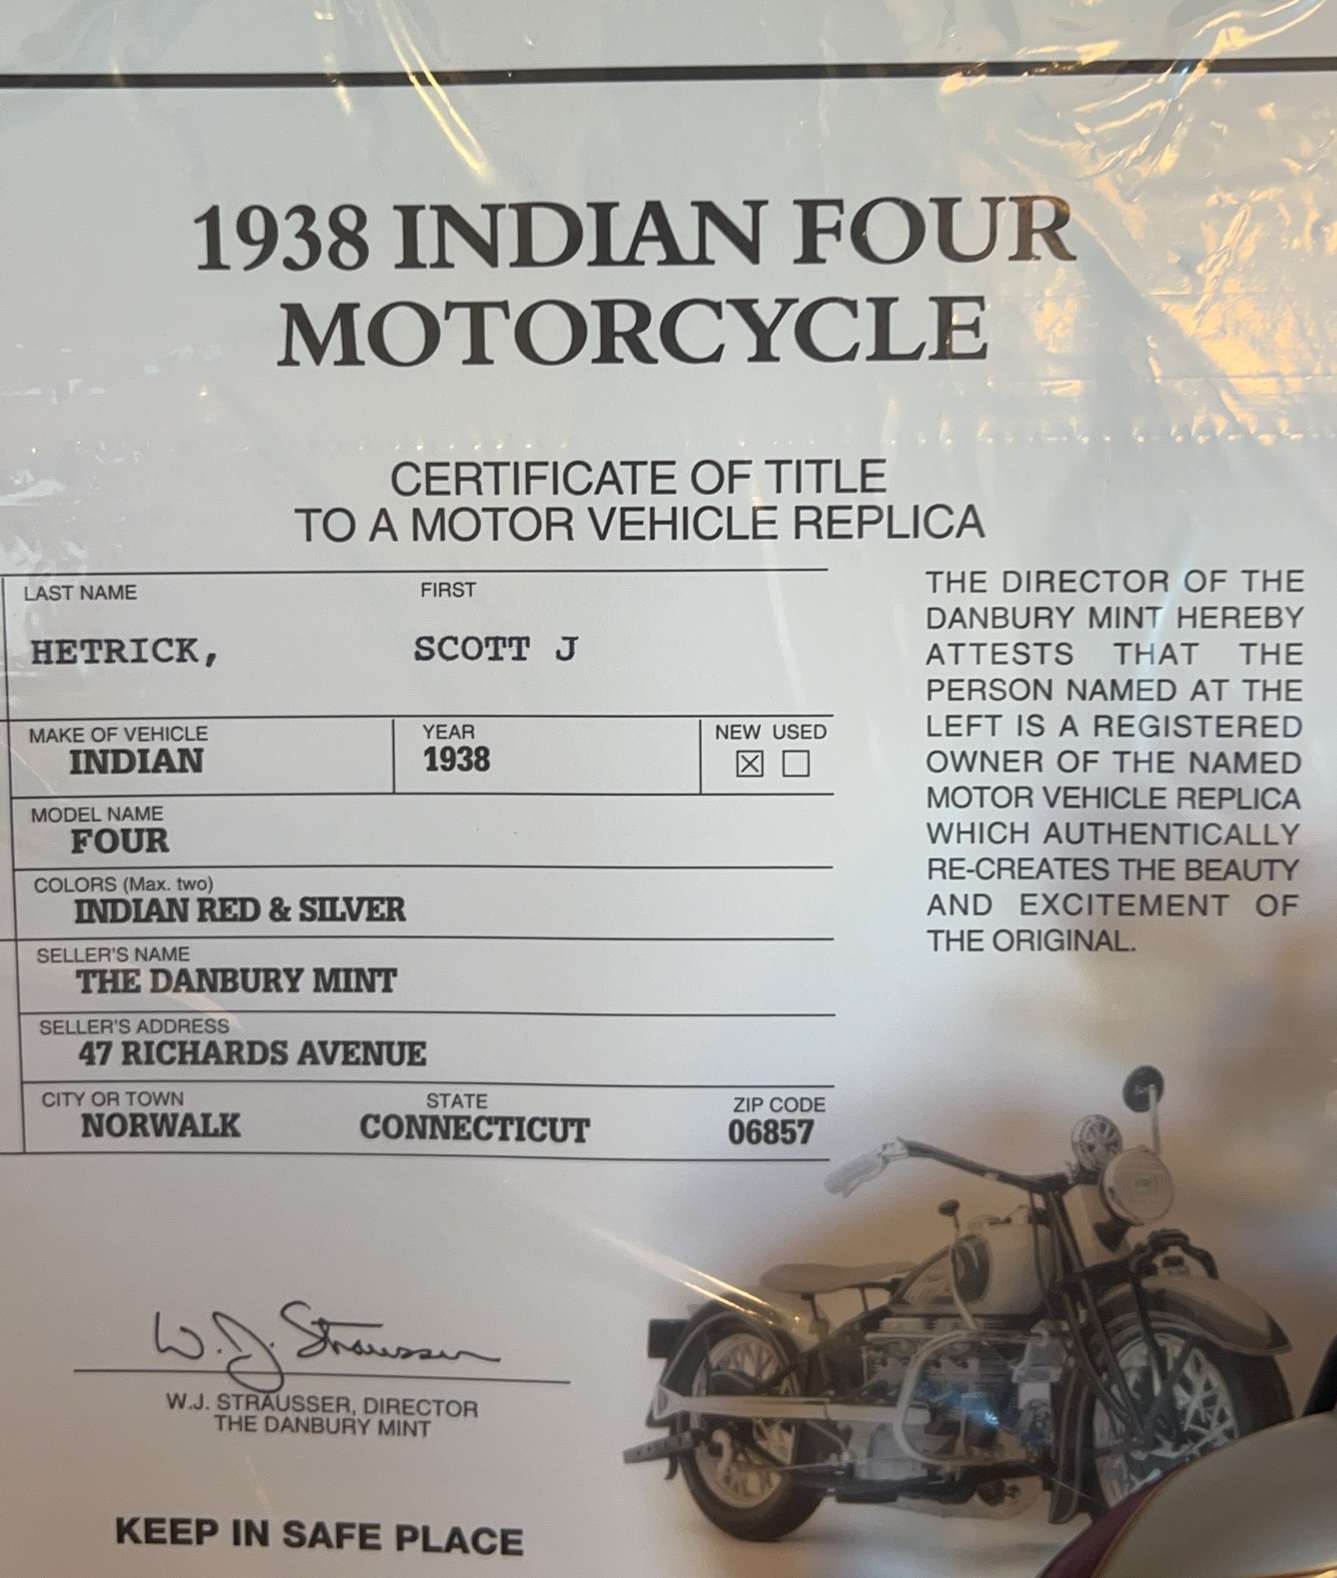 1938 INDIAN FOUR
MOTORCYCLE
CERTIFICATE OF TITLE
TO A MOTOR VEHICLE REPLICA
LAST NAME FIRST
HETRICK, SCOTT J
MAKE OF VEHICLE YEAR NEW USED
INDIAN 1938 ☒ ☐
MODEL NAME
FOUR
COLORS (Max. two)
INDIAN RED & SILVER
SELLER'S NAME
THE DANBURY MINT
SELLER'S ADDRESS
47 RICHARDS AVENUE
CITY OR TOWN STATE ZIP CODE
NORWALK CONNECTICUT 06857
THE DIRECTOR OF THE
DANBURY MINT HEREBY
ATTESTS THAT THE
PERSON NAMED AT THE
LEFT IS A REGISTERED
OWNER OF THE NAMED
MOTOR VEHICLE REPLICA
WHICH AUTHENTICALLY
RE-CREATES THE BEAUTY
AND EXCITEMENT OF
THE ORIGINAL.
W. J. Strausser
W.J. STRAUSSER, DIRECTOR
THE DANBURY MINT
KEEP IN SAFE PLACE